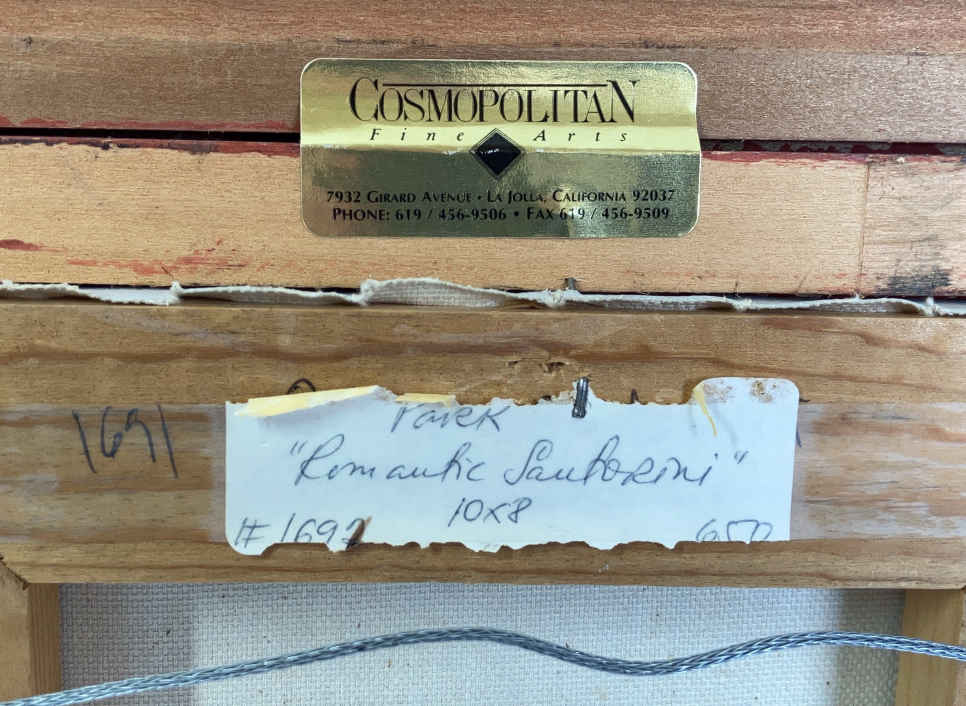 COSMOPOLITAN
Fine Arts
7932 GIRARD AVENUE • LA JOLLA, CALIFORNIA 92037
PHONE: 619 / 456-9506 • FAX 619 / 456-9509
1691
Park
"Romantic Santorini"
10x8
# 1692 650